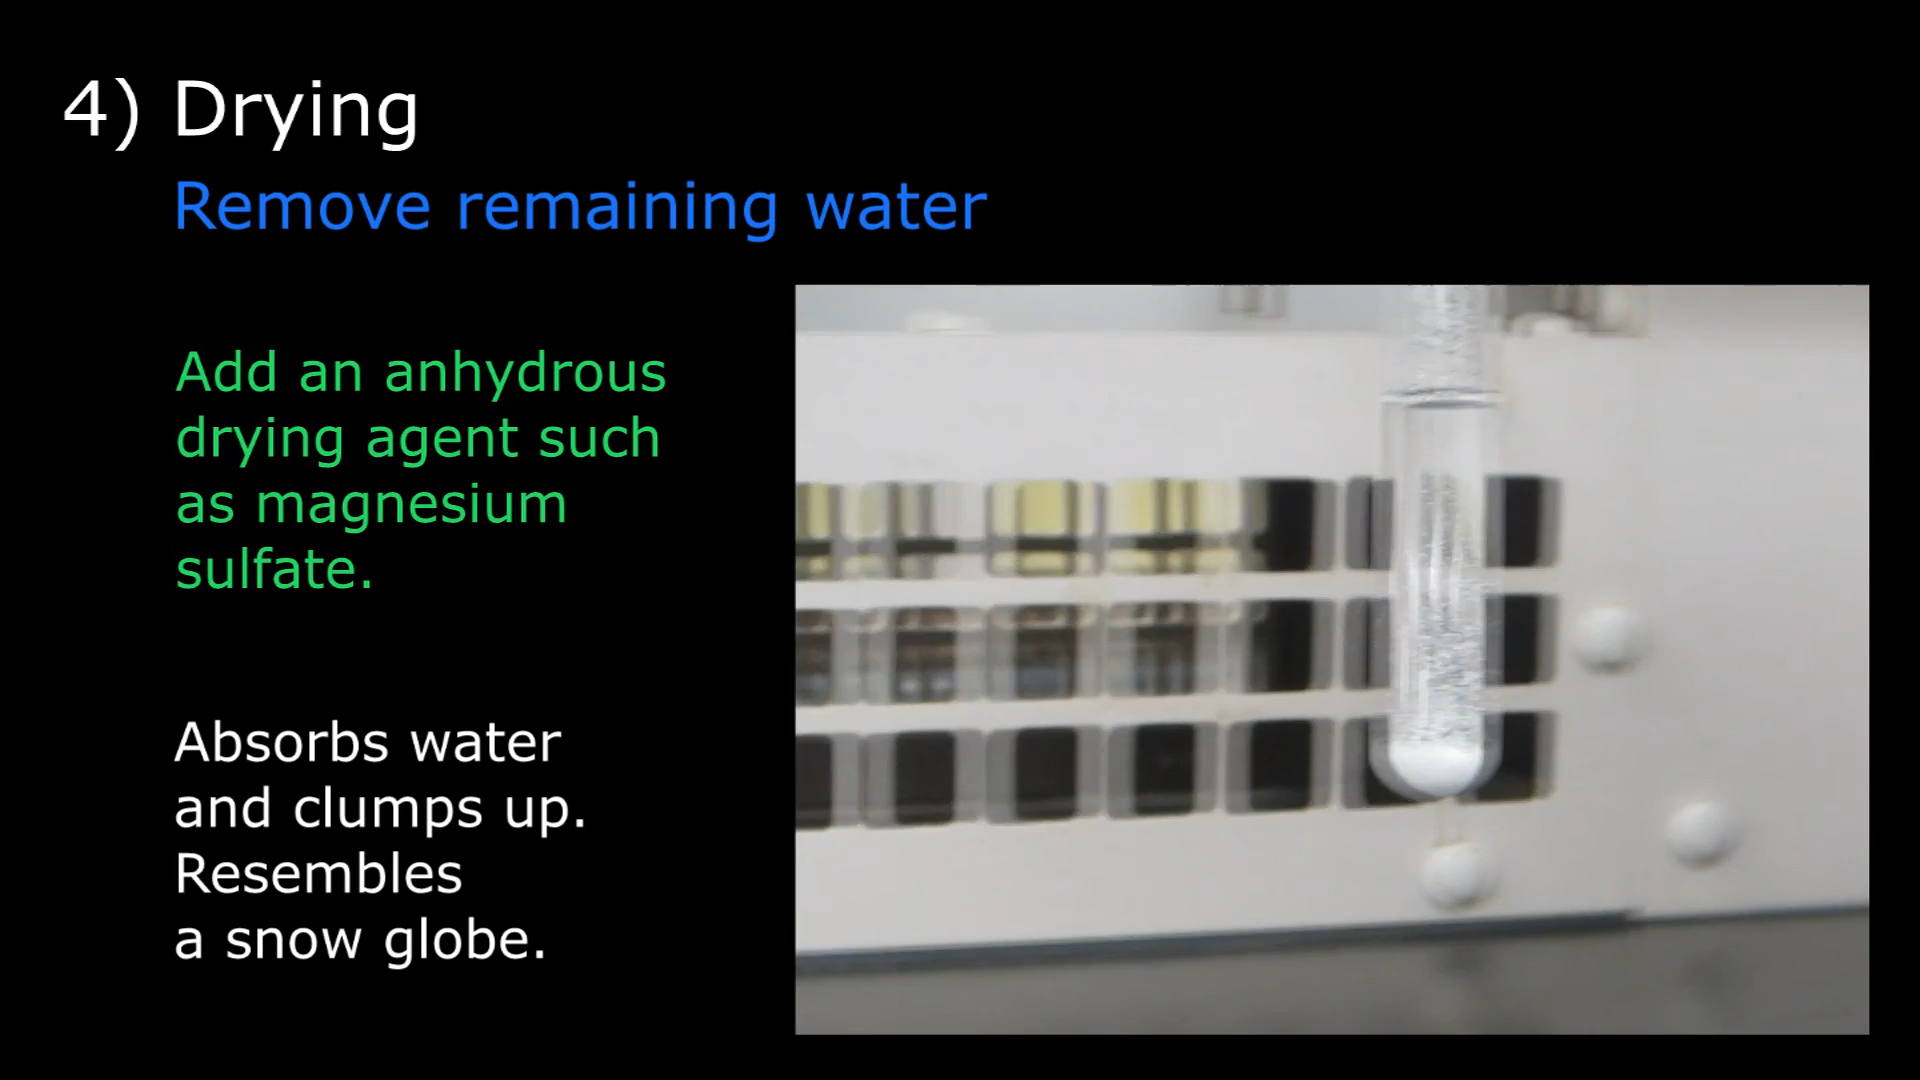 4) Drying
Remove remaining water
Add an anhydrous
drying agent such
as magnesium
sulfate.
Absorbs water
and clumps up.
Resembles
a snow globe.